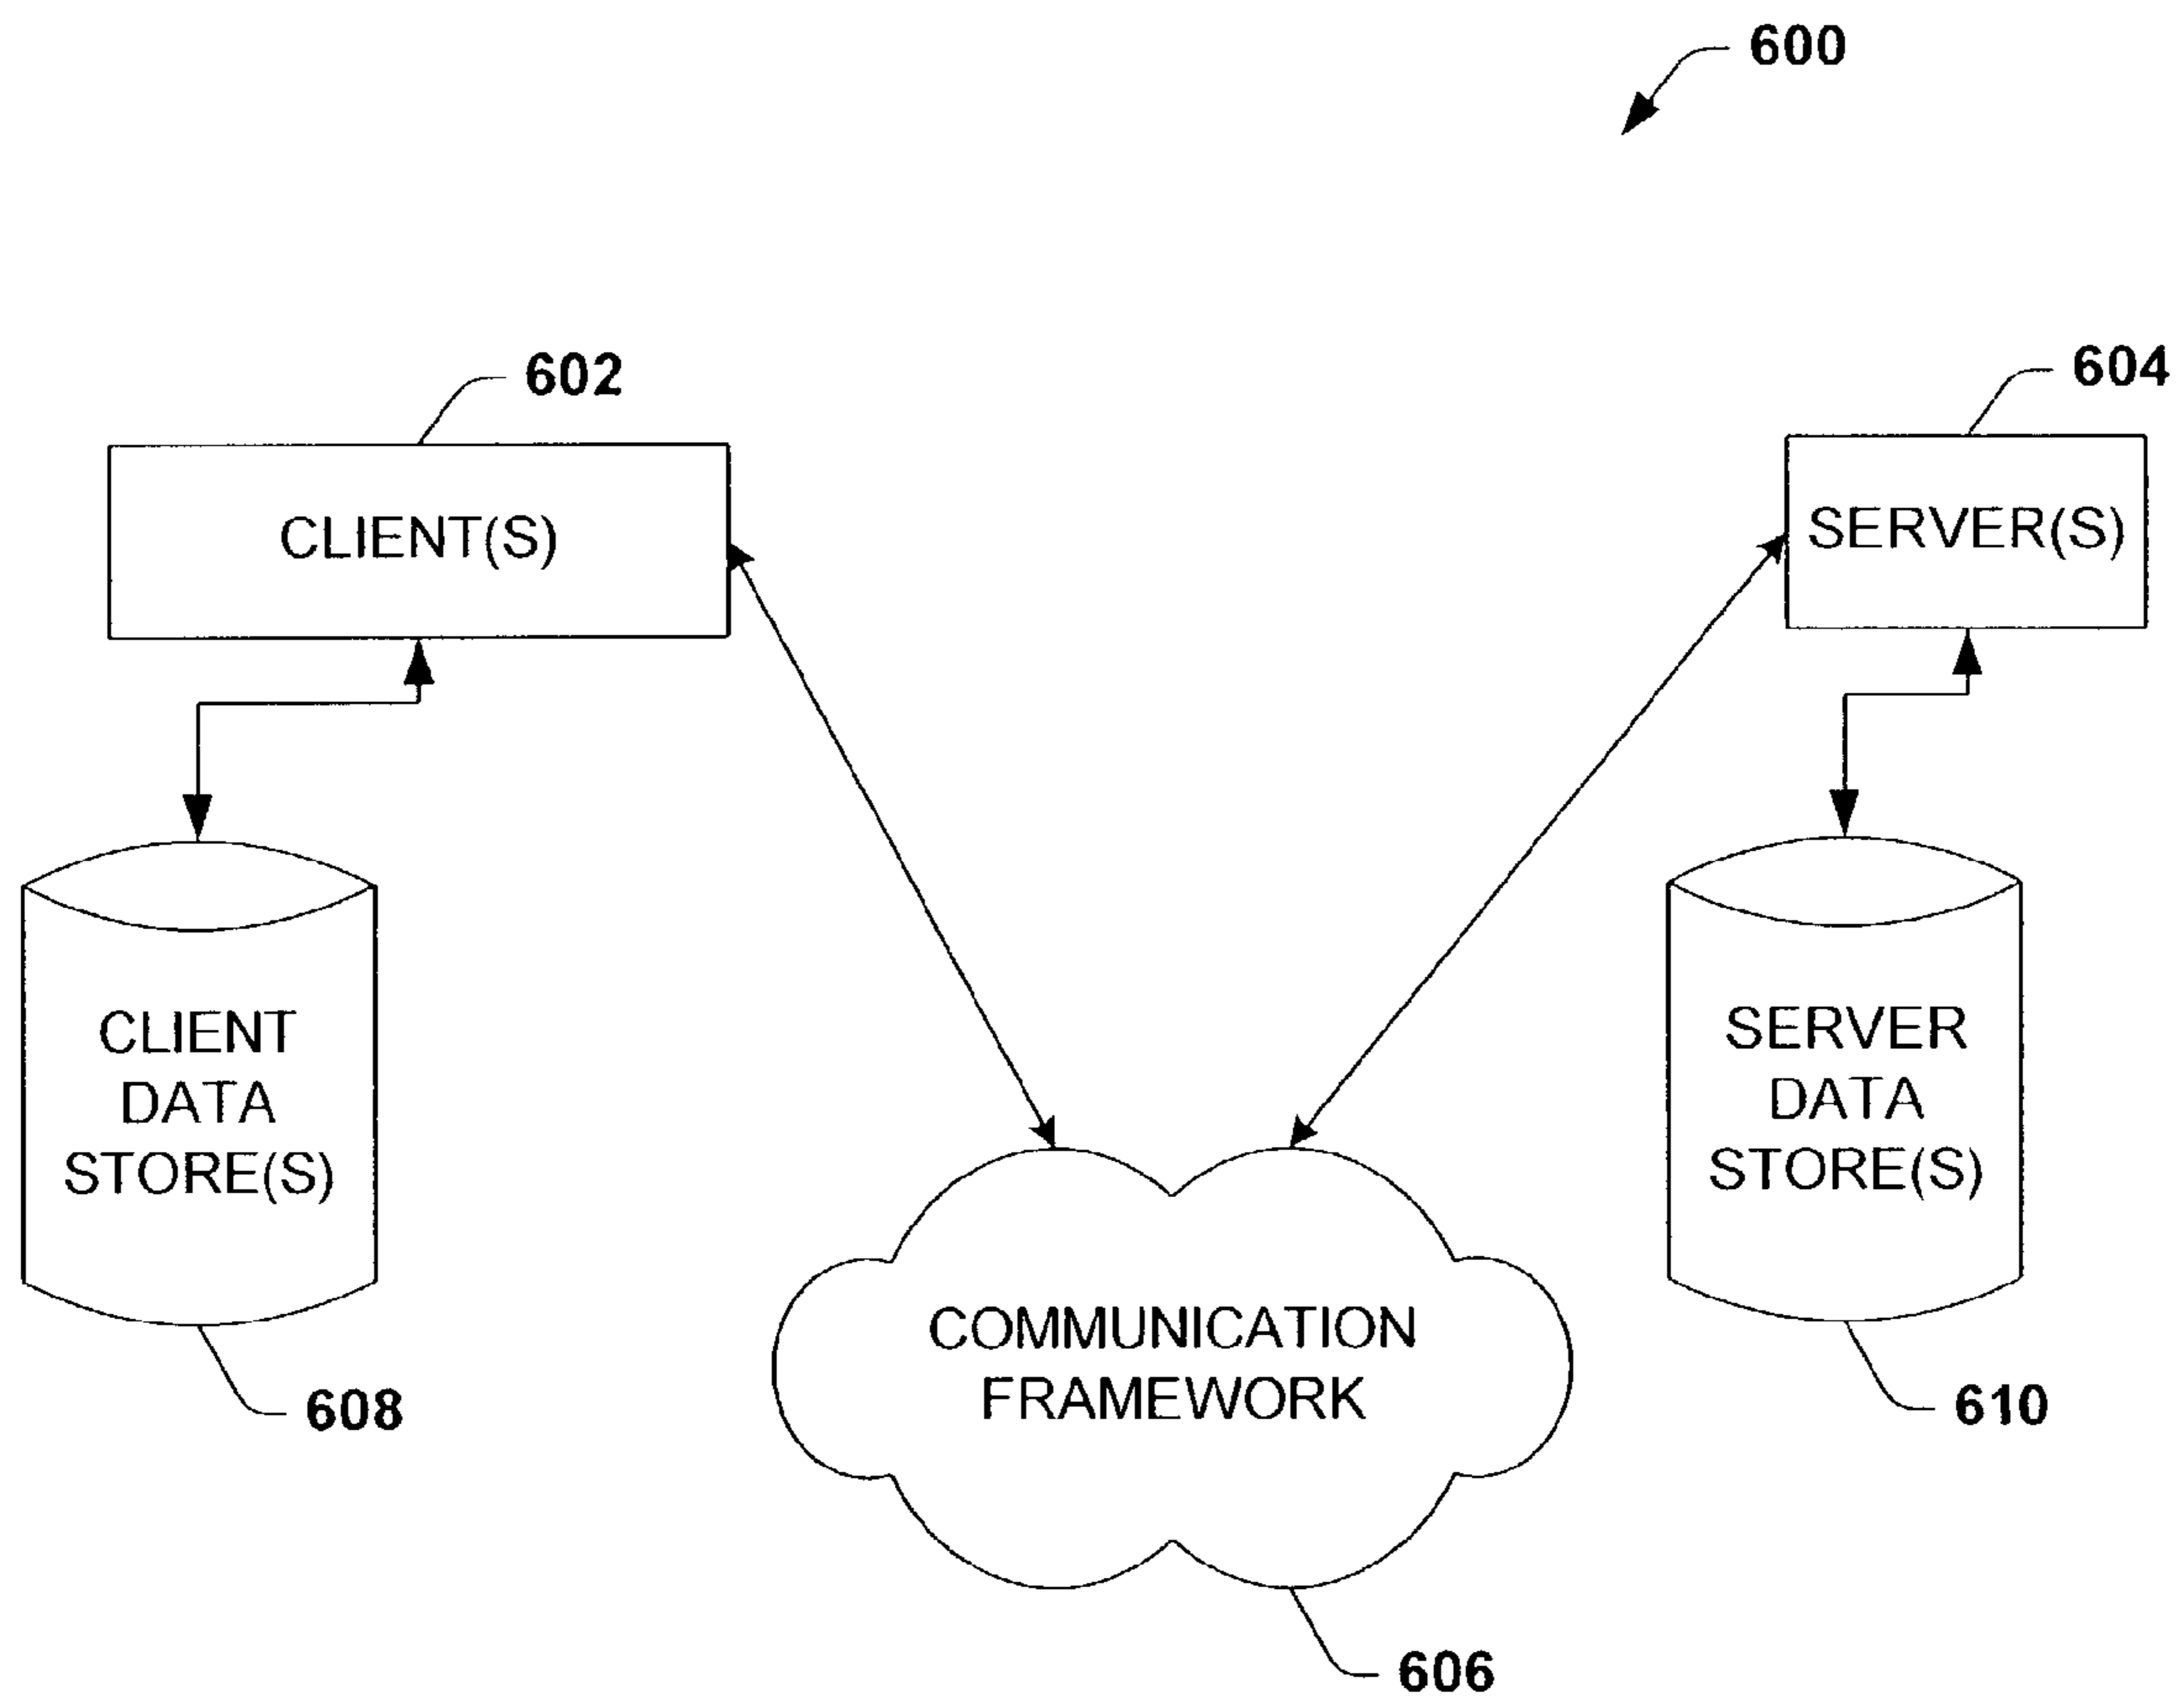 600
602
604
CLIENT(S)
SERVER(S)
CLIENT
DATA
STORE(S)
SERVER
DATA
STORE(S)
COMMUNICATION
FRAMEWORK
608
610
606